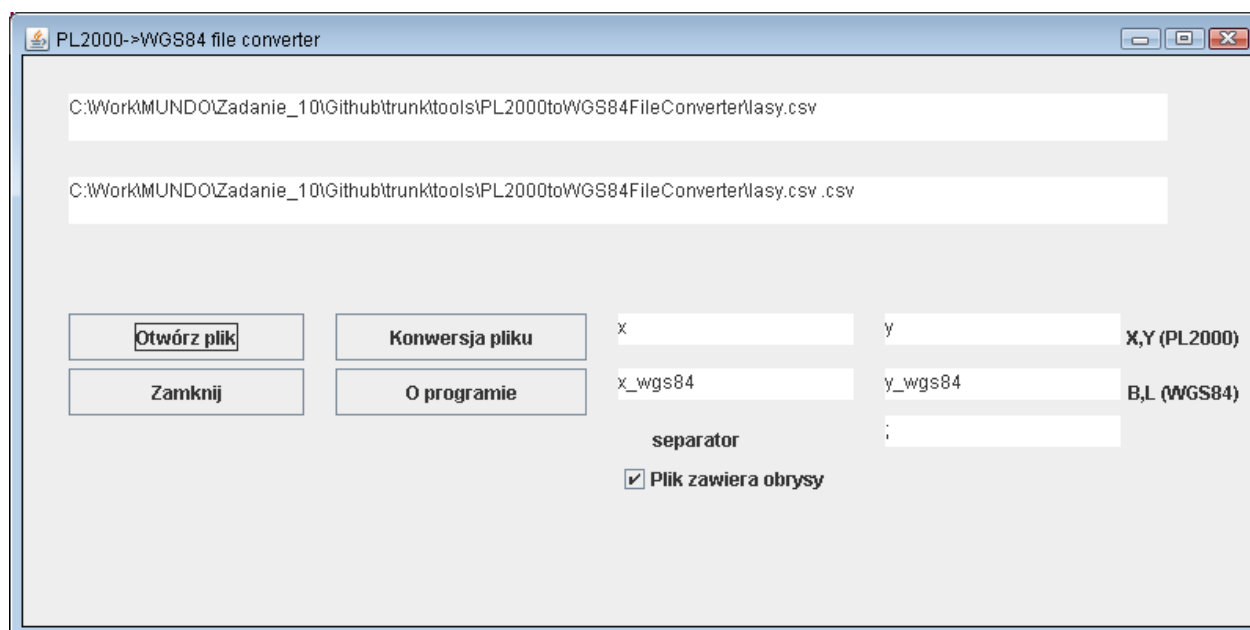 PL2000->WGS84 file converter
C:\Work\MUNDO\Zadanie_10\Github\trunk\tools\PL2000toWGS84FileConverter\lasy.csv
C:\Work\MUNDO\Zadanie_10\Github\trunk\tools\PL2000toWGS84FileConverter\lasy.csv .csv
Otwórz plik Konwersja pliku x y X,Y (PL2000)
Zamknij O programie x_wgs84 y_wgs84 B,L (WGS84)
separator ;
Plik zawiera obrysy